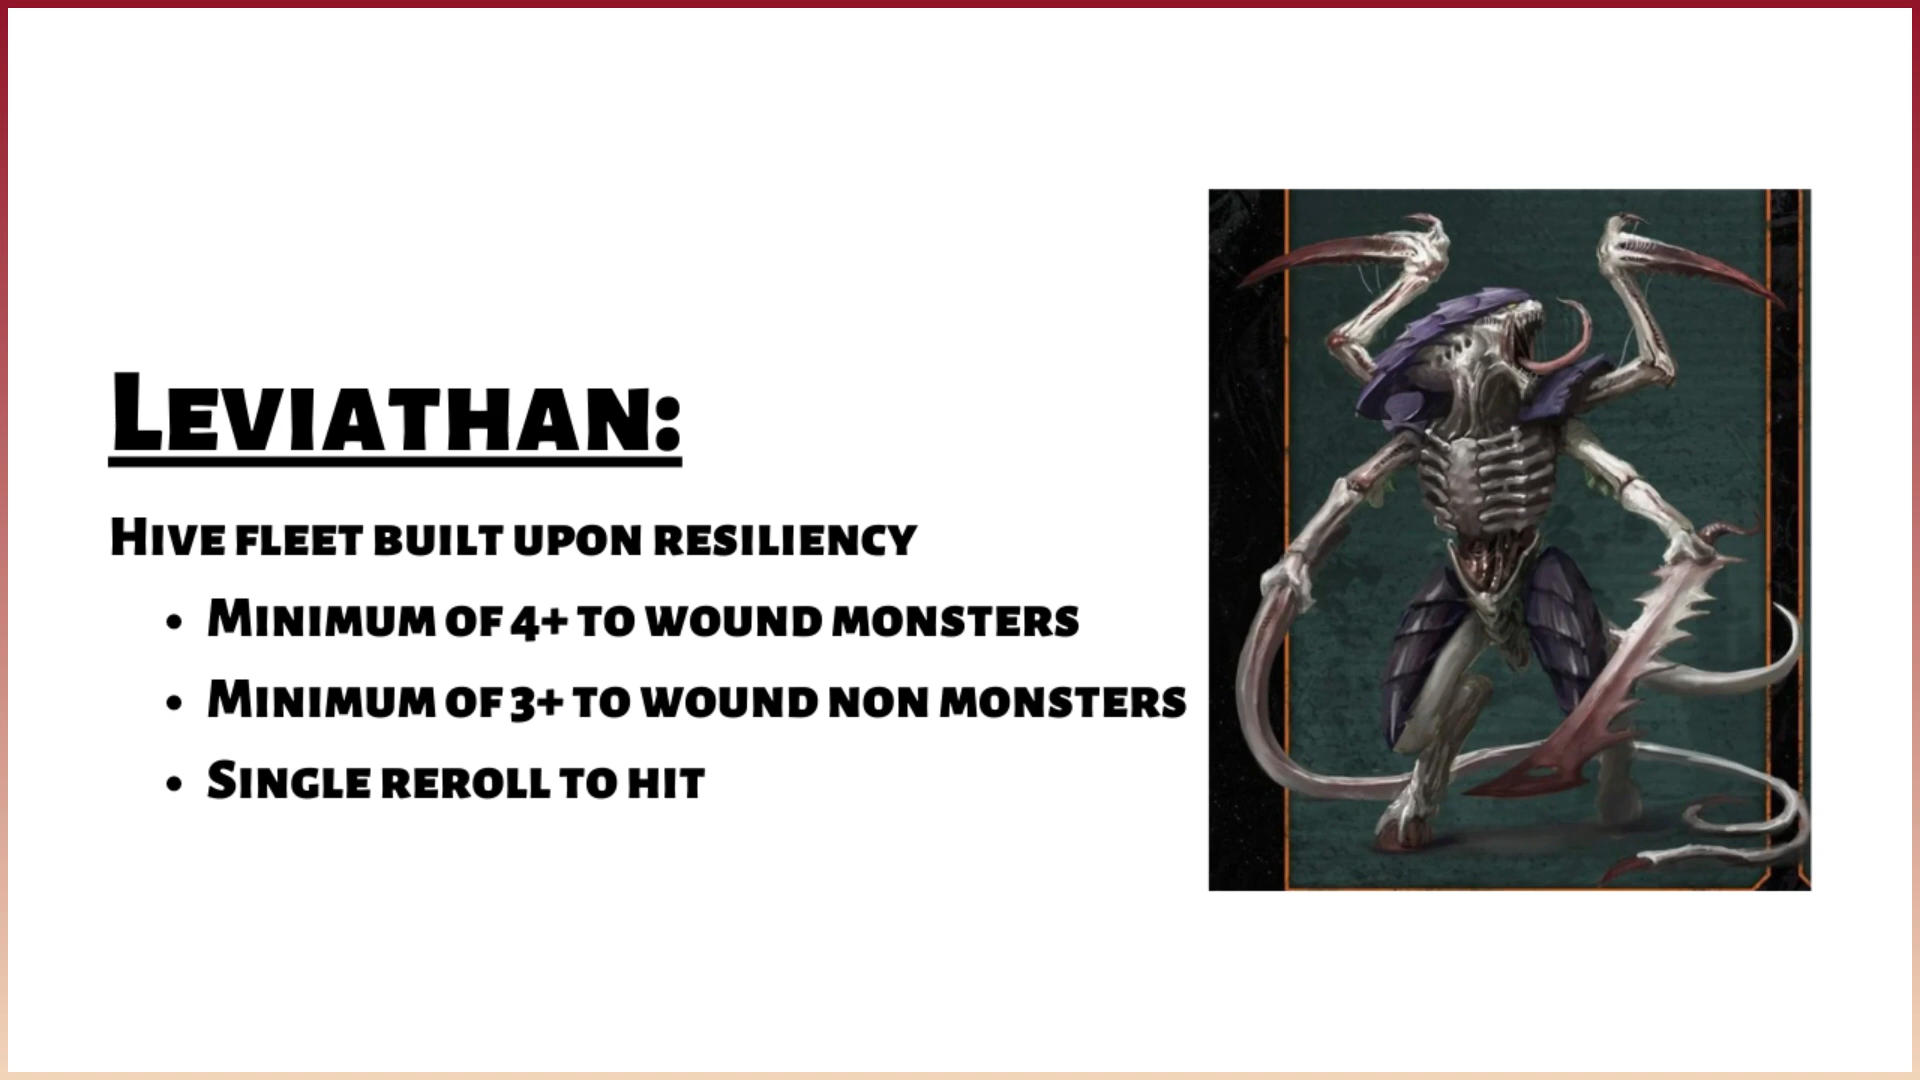 Leviathan:
Hive fleet built upon resiliency
• Minimum of 4+ to wound monsters
• Minimum of 3+ to wound non monsters
• Single reroll to hit